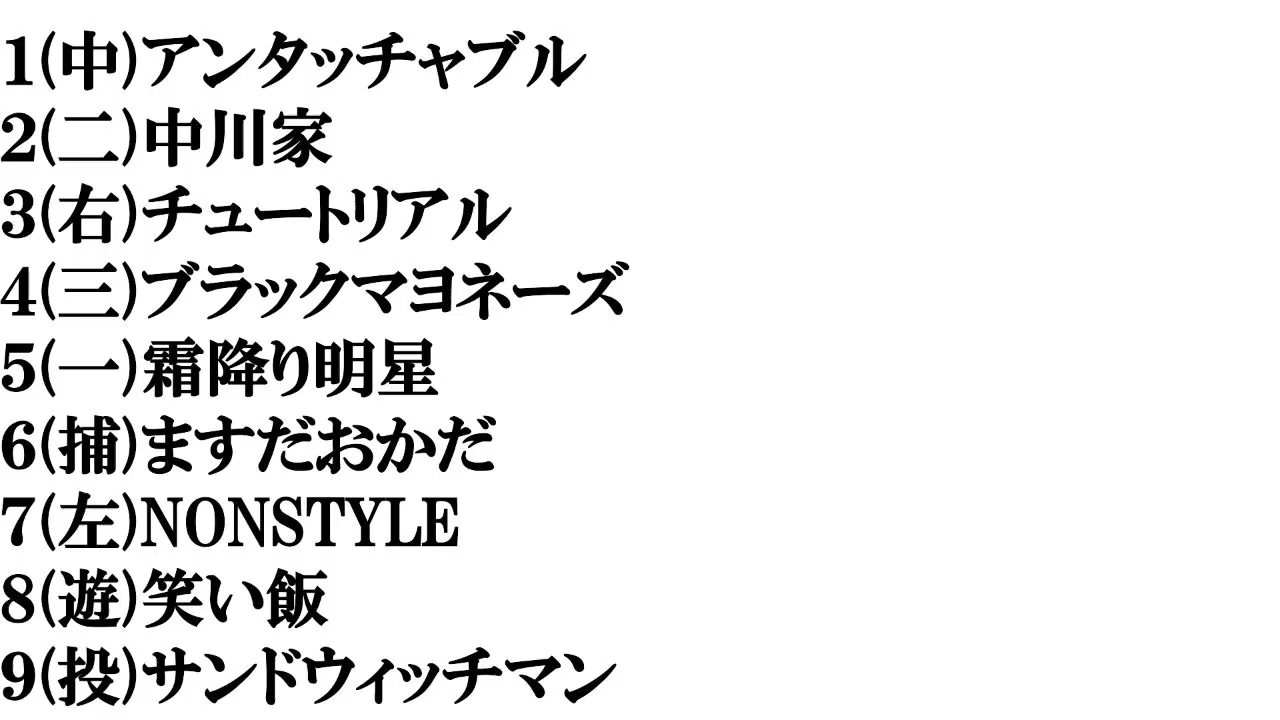 1(中)アンタッチャブル
2(二)中川家
3(右)チュートリアル
4(三)ブラックマヨネーズ
5(一)霜降り明星
6(捕)ますだおかだ
7(左)NONSTYLE
8(遊)笑い飯
9(投)サンドウィッチマン